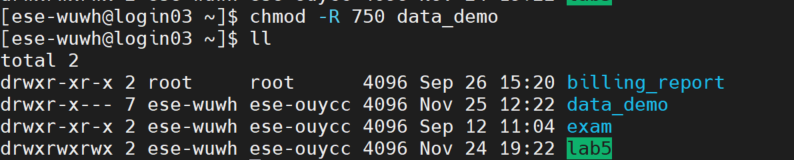 [ese-wuwh@login03 ~]$ chmod -R 750 data_demo
[ese-wuwh@login03 ~]$ ll
total 2
drwxr-xr-x 2 root     root     4096 Sep 26 15:20 billing_report
drwxr-x--- 7 ese-wuwh ese-ouycc 4096 Nov 25 12:22 data_demo
drwxr-xr-x 2 ese-wuwh ese-ouycc 4096 Sep 12 11:04 exam
drwxrwxrwx 2 ese-wuwh ese-ouycc 4096 Nov 24 19:22 lab5